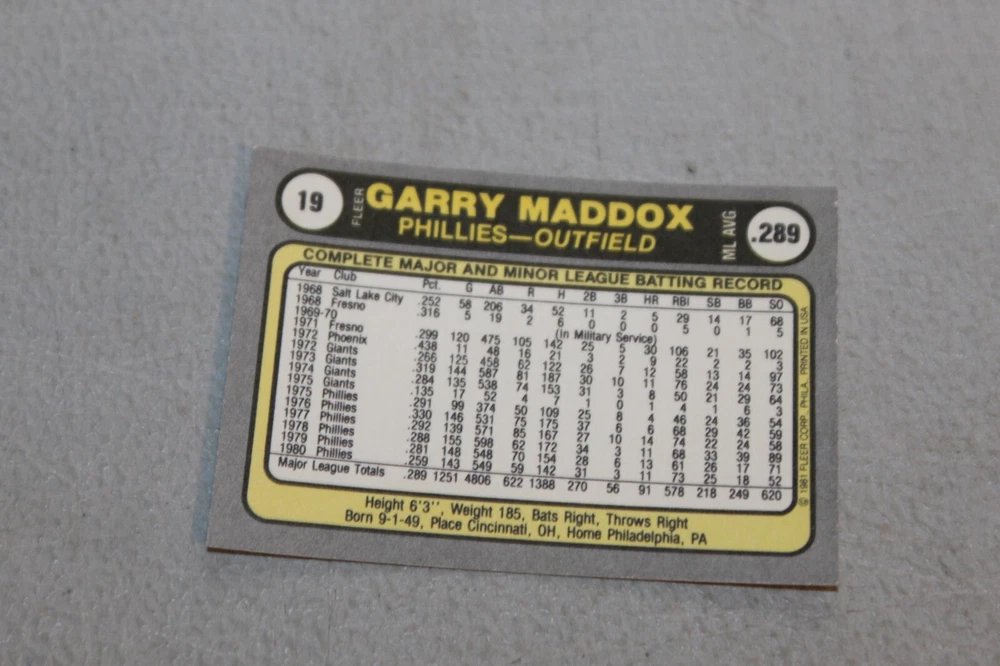 19 FLEER GARRY MADDOX ML AVG .289
PHILLIES—OUTFIELD
COMPLETE MAJOR AND MINOR LEAGUE BATTING RECORD
Year Club Pct. G AB R H 2B 3B HR RBI SB BB SO
1968 Salt Lake City .252 58 206 34 52 11 2 5 29 14 17 68
1968 Fresno .316 5 19 2 6 0 0 0 5 0 1 5
1969-70 (In Military Service)
1971 Fresno .299 120 475 105 142 25 5 30 106 21 35 102
1972 Phoenix .438 11 48 16 21 3 2 9 22 2 2 3
1972 Giants .266 125 458 62 122 26 7 12 58 13 14 97
1973 Giants .319 144 587 81 187 30 10 11 76 24 24 73
1974 Giants .284 135 538 74 153 31 3 8 50 21 29 64
1975 Giants .135 17 52 4 7 1 0 1 4 1 6 3
1975 Phillies .291 99 374 50 109 25 8 4 46 24 36 54
1976 Phillies .330 146 531 75 175 37 6 6 68 29 42 59
1977 Phillies .292 139 571 85 167 27 10 14 74 22 24 58
1978 Phillies .288 155 598 62 172 34 3 11 68 33 39 89
1979 Phillies .281 148 548 70 154 28 6 13 61 26 17 71
1980 Phillies .259 143 549 59 142 31 3 11 73 25 18 52
Major League Totals .289 1251 4806 622 1388 270 56 91 578 218 249 620
Height 6'3'', Weight 185, Bats Right, Throws Right
Born 9-1-49, Place Cincinnati, OH, Home Philadelphia, PA
© 1981 FLEER CORP. PHILA. PRINTED IN USA